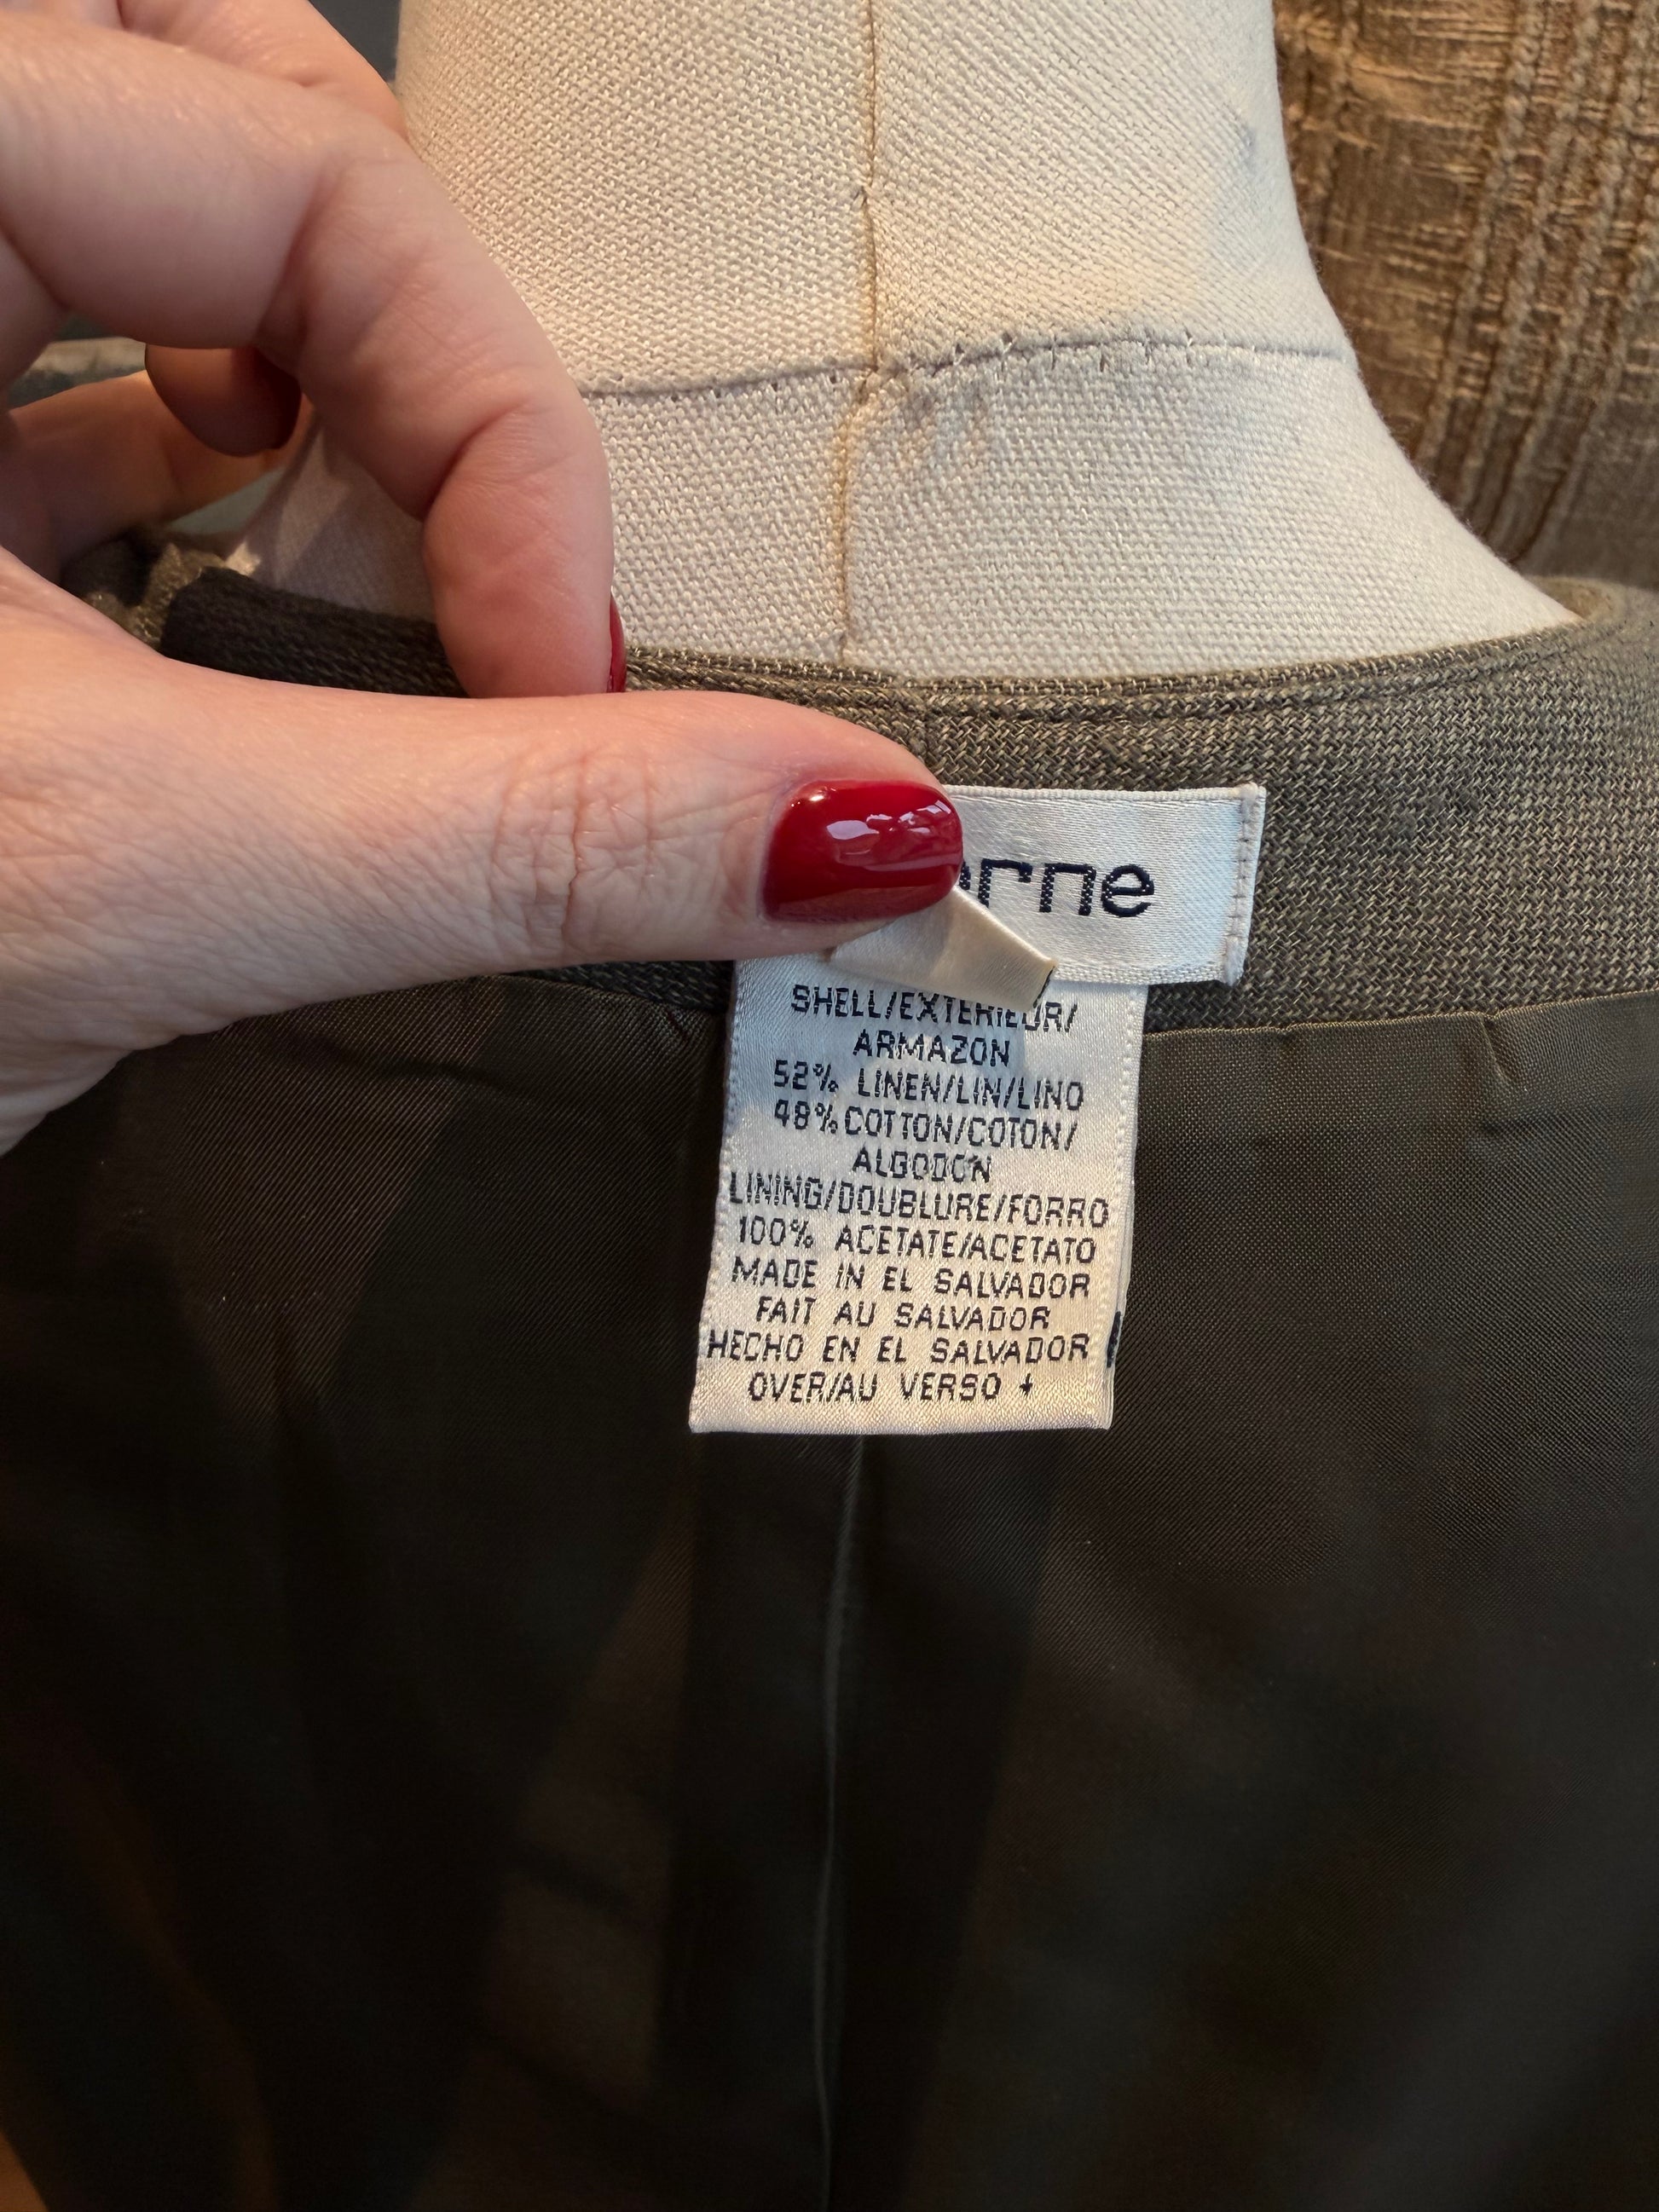 erne
SHELL/EXTERIEUR/
ARMAZON
52% LINEN/LIN/LINO
48% COTTON/COTON/
ALGODON
LINING/DOUBLURE/FORRO
100% ACETATE/ACETATO
MADE IN EL SALVADOR
FAIT AU SALVADOR
HECHO EN EL SALVADOR
OVER/AU VERSO ↓